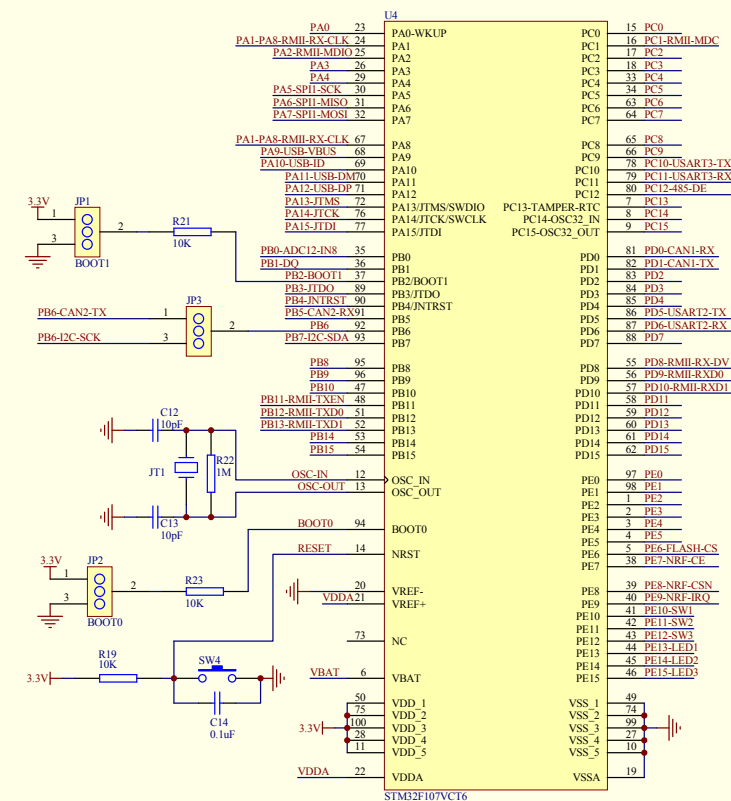 U4
PA0 23 PA0-WKUP PC0 15 PC0
PA1-PA8-RMII-RX-CLK 24 PA1 PC1 16 PC1-RMII-MDC
PA2-RMII-MDIO 25 PA2 PC2 17 PC2
PA3 26 PA3 PC3 18 PC3
PA4 29 PA4 PC4 33 PC4
PA5-SPI1-SCK 30 PA5 PC5 34 PC5
PA6-SPI1-MISO 31 PA6 PC6 63 PC6
PA7-SPI1-MOSI 32 PA7 PC7 64 PC7
PA1-PA8-RMII-RX-CLK 67 PA8 PC8 65 PC8
PA9-USB-VBUS 68 PA9 PC9 66 PC9
PA10-USB-ID 69 PA10 PC10 78 PC10-USART3-TX
PA11-USB-DM 70 PA11 PC11 79 PC11-USART3-RX
PA12-USB-DP 71 PA12 PC12 80 PC12-485-DE
PA13-JTMS 72 PA13/JTMS/SWDIO PC13-TAMPER-RTC 7 PC13
PA14-JTCK 76 PA14/JTCK/SWCLK PC14-OSC32_IN 8 PC14
PA15-JTDI 77 PA15/JTDI PC15-OSC32_OUT 9 PC15
3.3V JP1
1
2
3
BOOT1
R21
10K
PB0-ADC12-IN8 35 PB0 PD0 81 PD0-CAN1-RX
PB1-DQ 36 PB1 PD1 82 PD1-CAN1-TX
PB2-BOOT1 37 PB2/BOOT1 PD2 83 PD2
PB3-JTDO 89 PB3/JTDO PD3 84 PD3
PB4-JNTRST 90 PB4/JNTRST PD4 85 PD4
PB5-CAN2-RX 91 PB5 PD5 86 PD5-USART2-TX
PB6 92 PB6 PD6 87 PD6-USART2-RX
PB7-I2C-SDA 93 PB7 PD7 88 PD7
JP3
PB6-CAN2-TX 1
2
PB6-I2C-SCK 3
PB8 95 PB8 PD8 55 PD8-RMII-RX-DV
PB9 96 PB9 PD9 56 PD9-RMII-RXD0
PB10 47 PB10 PD10 57 PD10-RMII-RXD1
PB11-RMII-TXEN 48 PB11 PD11 58 PD11
PB12-RMII-TXD0 51 PB12 PD12 59 PD12
PB13-RMII-TXD1 52 PB13 PD13 60 PD13
PB14 53 PB14 PD14 61 PD14
PB15 54 PB15 PD15 62 PD15
C12
10pF
JT1
R22
1M
C13
10pF
OSC-IN 12 OSC_IN PE0 97 PE0
OSC-OUT 13 OSC_OUT PE1 98 PE1
PE2 1 PE2
PE3 2 PE3
BOOT0 94 BOOT0 PE4 3 PE4
PE5 4 PE5
RESET 14 NRST PE6 5 PE6-FLASH-CS
PE7 38 PE7-NRF-CE
3.3V JP2
1
2
3
BOOT0
R23
10K
20 VREF- PE8 39 PE8-NRF-CSN
VDDA 21 VREF+ PE9 40 PE9-NRF-IRQ
PE10 41 PE10-SW1
PE11 42 PE11-SW2
73 NC PE12 43 PE12-SW3
PE13 44 PE13-LED1
PE14 45 PE14-LED2
VBAT 6 VBAT PE15 46 PE15-LED3
R19
10K
3.3V
SW4
C14
0.1uF
50 VDD_1 VSS_1 49
75 VDD_2 VSS_2 74
3.3V 100 VDD_3 VSS_3 99
28 VDD_4 VSS_4 27
11 VDD_5 VSS_5 10
VDDA 22 VDDA VSSA 19
STM32F107VCT6